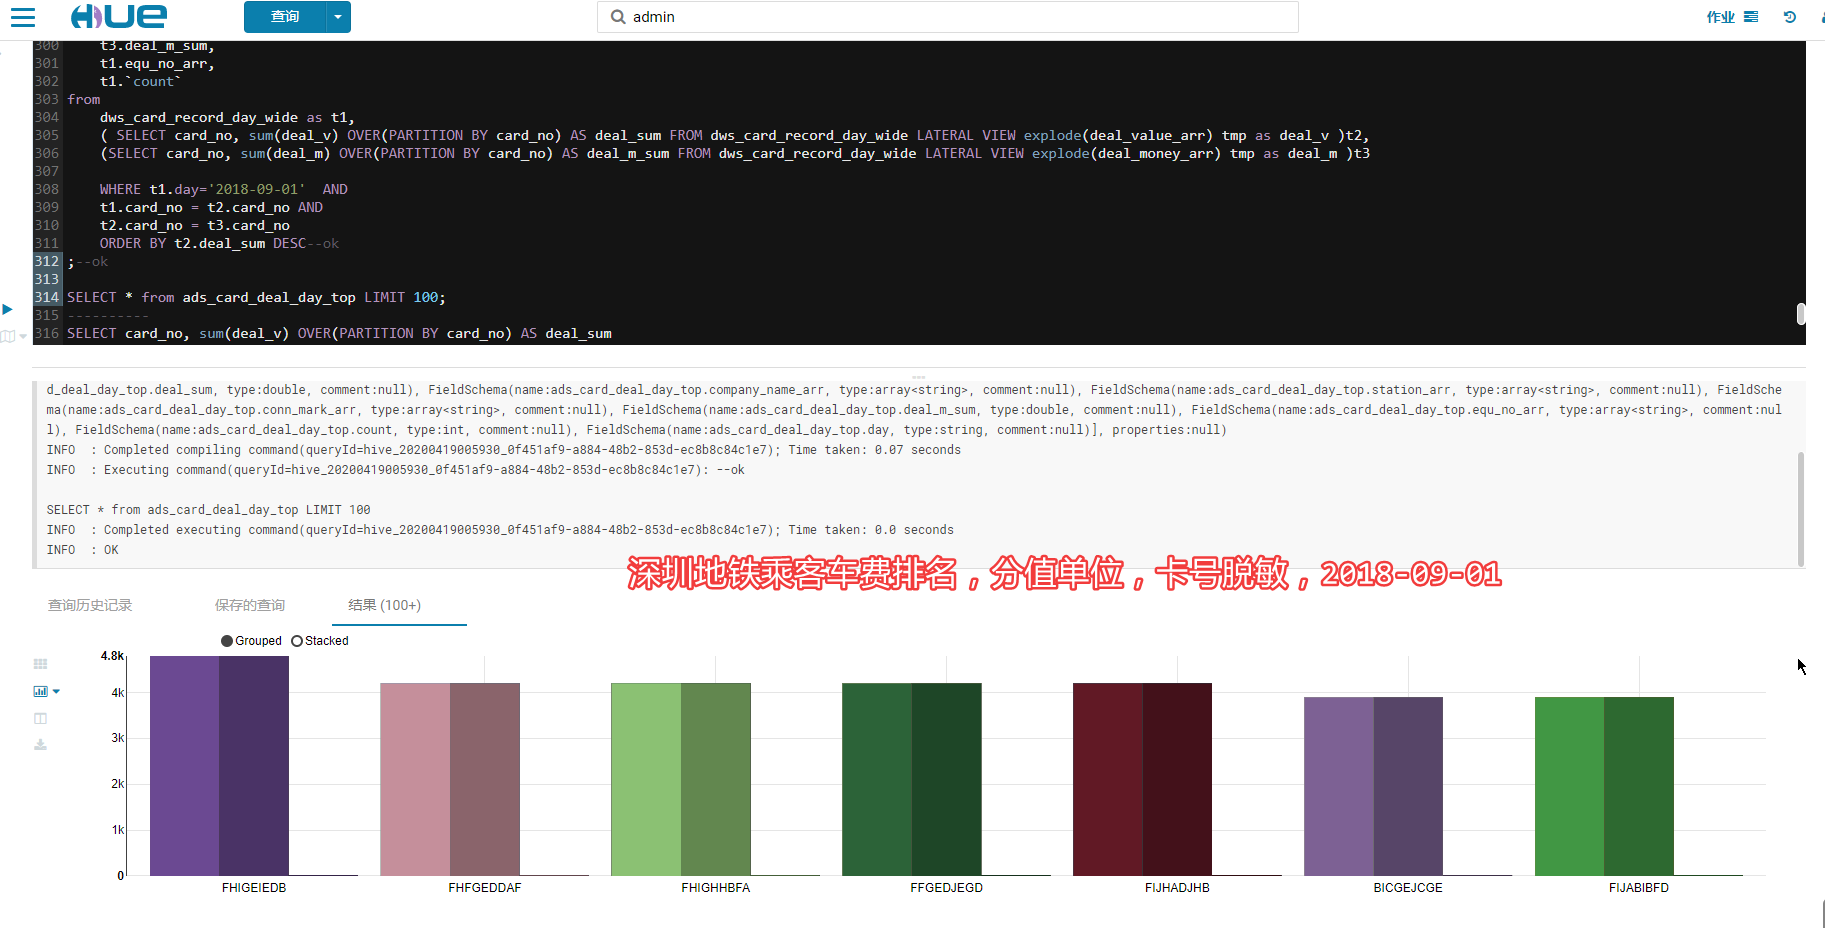 HUE
查询
admin
作业
300 t3.deal_m_sum,
301 t1.equ_no_arr,
302 t1.`count`
303 from
304 dws_card_record_day_wide as t1,
305 ( SELECT card_no, sum(deal_v) OVER(PARTITION BY card_no) AS deal_sum FROM dws_card_record_day_wide LATERAL VIEW explode(deal_value_arr) tmp as deal_v )t2,
306 (SELECT card_no, sum(deal_m) OVER(PARTITION BY card_no) AS deal_m_sum FROM dws_card_record_day_wide LATERAL VIEW explode(deal_money_arr) tmp as deal_m )t3
307
308 WHERE t1.day='2018-09-01' AND
309 t1.card_no = t2.card_no AND
310 t2.card_no = t3.card_no
311 ORDER BY t2.deal_sum DESC--ok
312 ;--ok
313
314 SELECT * from ads_card_deal_day_top LIMIT 100;
315 ----------
316 SELECT card_no, sum(deal_v) OVER(PARTITION BY card_no) AS deal_sum
d_deal_day_top.deal_sum, type:double, comment:null), FieldSchema(name:ads_card_deal_day_top.company_name_arr, type:array<string>, comment:null), FieldSchema(name:ads_card_deal_day_top.station_arr, type:array<string>, comment:null), FieldSche
ma(name:ads_card_deal_day_top.conn_mark_arr, type:array<string>, comment:null), FieldSchema(name:ads_card_deal_day_top.deal_m_sum, type:double, comment:null), FieldSchema(name:ads_card_deal_day_top.equ_no_arr, type:array<string>, comment:nul
l), FieldSchema(name:ads_card_deal_day_top.count, type:int, comment:null), FieldSchema(name:ads_card_deal_day_top.day, type:string, comment:null)], properties:null)
INFO : Completed compiling command(queryId=hive_20200419005930_0f451af9-a884-48b2-853d-ec8b8c84c1e7); Time taken: 0.07 seconds
INFO : Executing command(queryId=hive_20200419005930_0f451af9-a884-48b2-853d-ec8b8c84c1e7): --ok
SELECT * from ads_card_deal_day_top LIMIT 100
INFO : Completed executing command(queryId=hive_20200419005930_0f451af9-a884-48b2-853d-ec8b8c84c1e7); Time taken: 0.0 seconds
INFO : OK
深圳地铁乘客车费排名，分值单位，卡号脱敏，2018-09-01
查询历史记录 保存的查询 结果 (100+)
Grouped Stacked
4.8k
4k
3k
2k
1k
0
FHIGEIEDB FHFGEDDAF FHIGHHBFA FFGEDJEGD FIJHADJHB BICGEJCGE FIJABIBFD